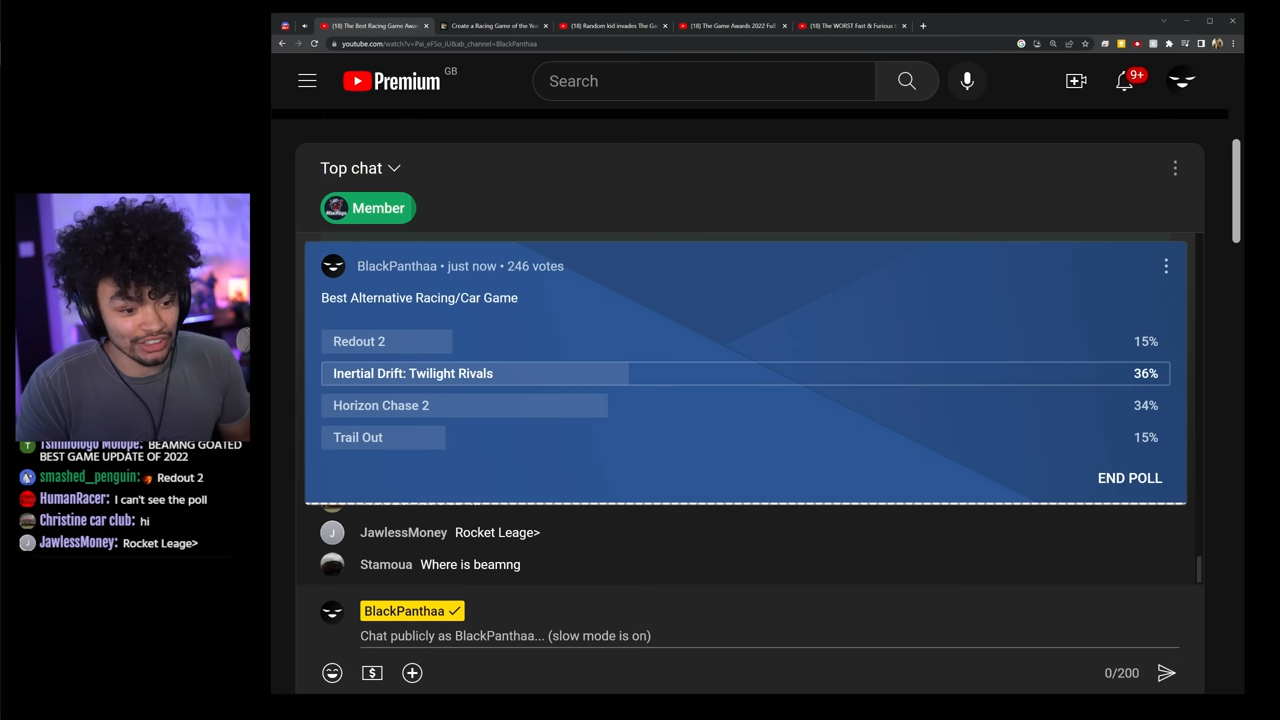 (18) The Best Racing Game Awa
Create a Racing Game of the Yea
(18) Random kid invades The Ga
(18) The Game Awards 2022 Full
(18) The WORST Fast & Furious
youtube.com/watch?v=Pai_eFSo_iU&ab_channel=BlackPanthaa
Premium GB
Search
9+
Top chat
Member
BlackPanthaa • just now • 246 votes
Best Alternative Racing/Car Game
Redout 2 15%
Inertial Drift: Twilight Rivals 36%
Horizon Chase 2 34%
Trail Out 15%
END POLL
JawlessMoney Rocket Leage>
Stamoua Where is beamng
BlackPanthaa
Chat publicly as BlackPanthaa... (slow mode is on)
0/200
BEAMNG GOATED
BEST GAME UPDATE OF 2022
smashed_penguin: Redout 2
HumanRacer: I can't see the poll
Christine car club: hi
JawlessMoney: Rocket Leage>